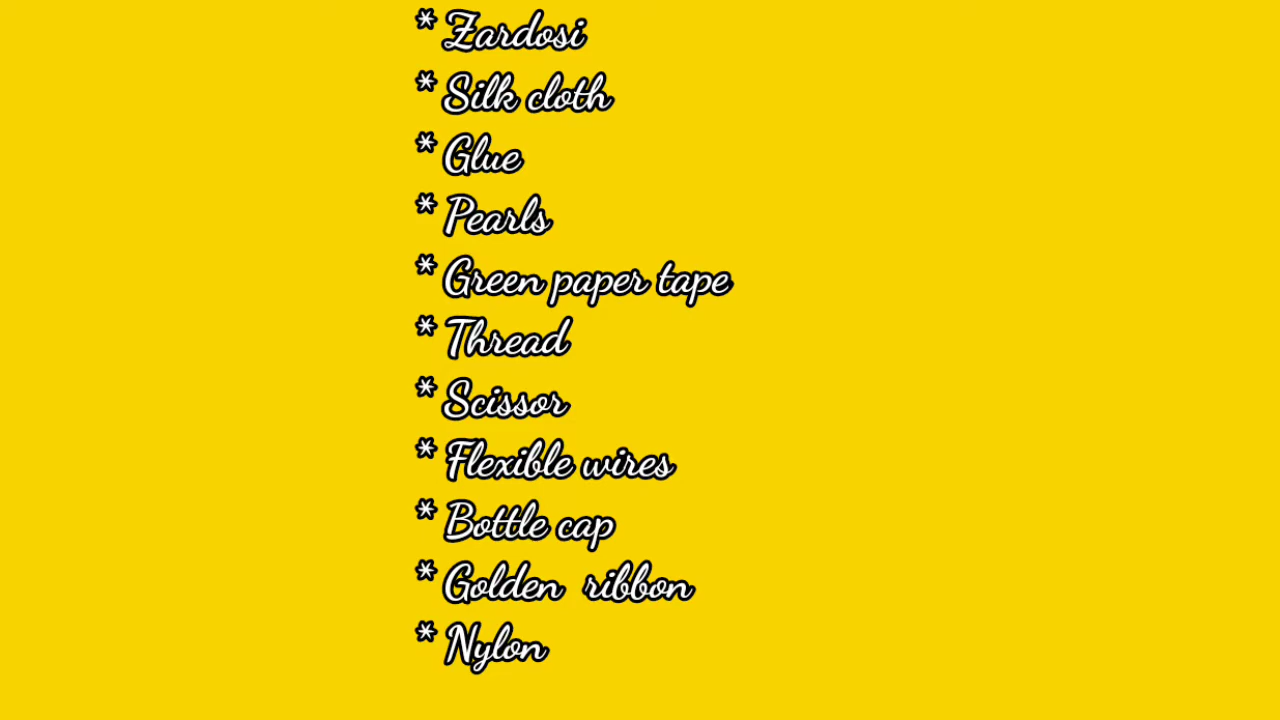 * Zardosi
* Silk cloth
* Glue
* Pearls
* Green paper tape
* Thread
* Scissor
* Flexible wires
* Bottle cap
* Golden ribbon
* Nylon